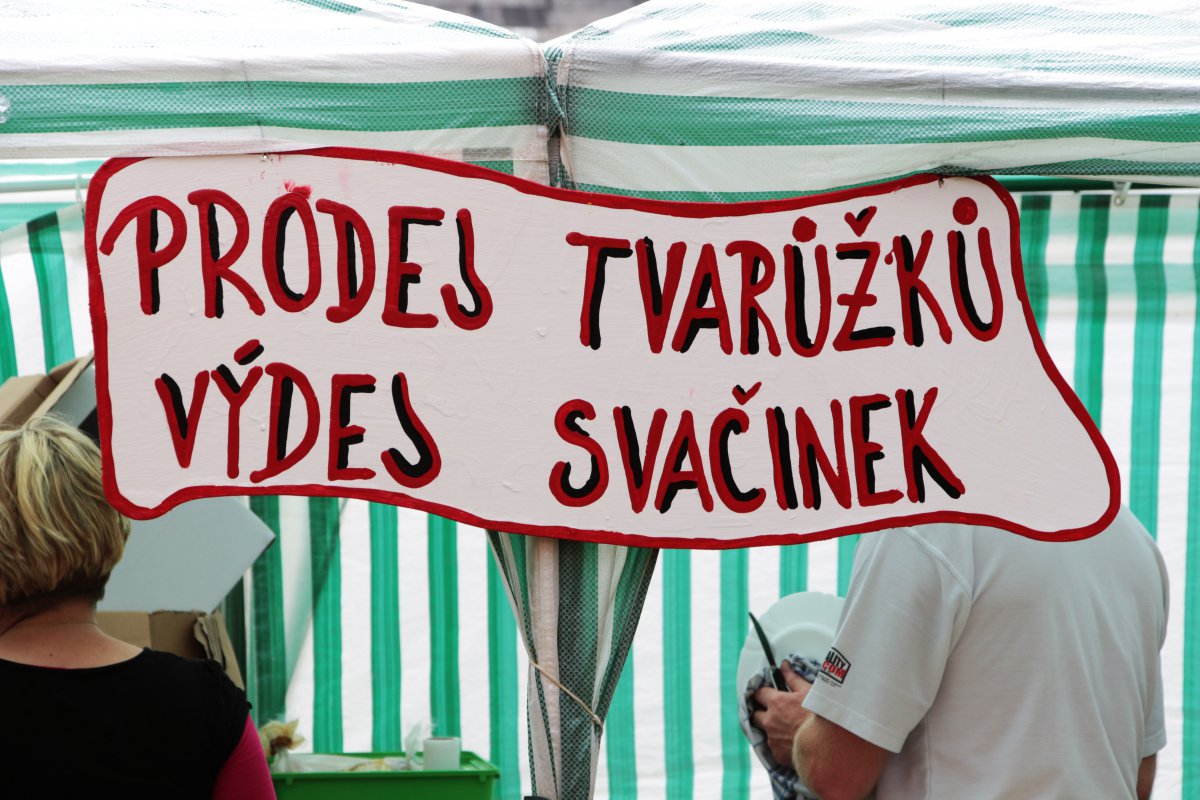 PRODEJ TVARŮŽKŮ
VÝDEJ SVAČINEK